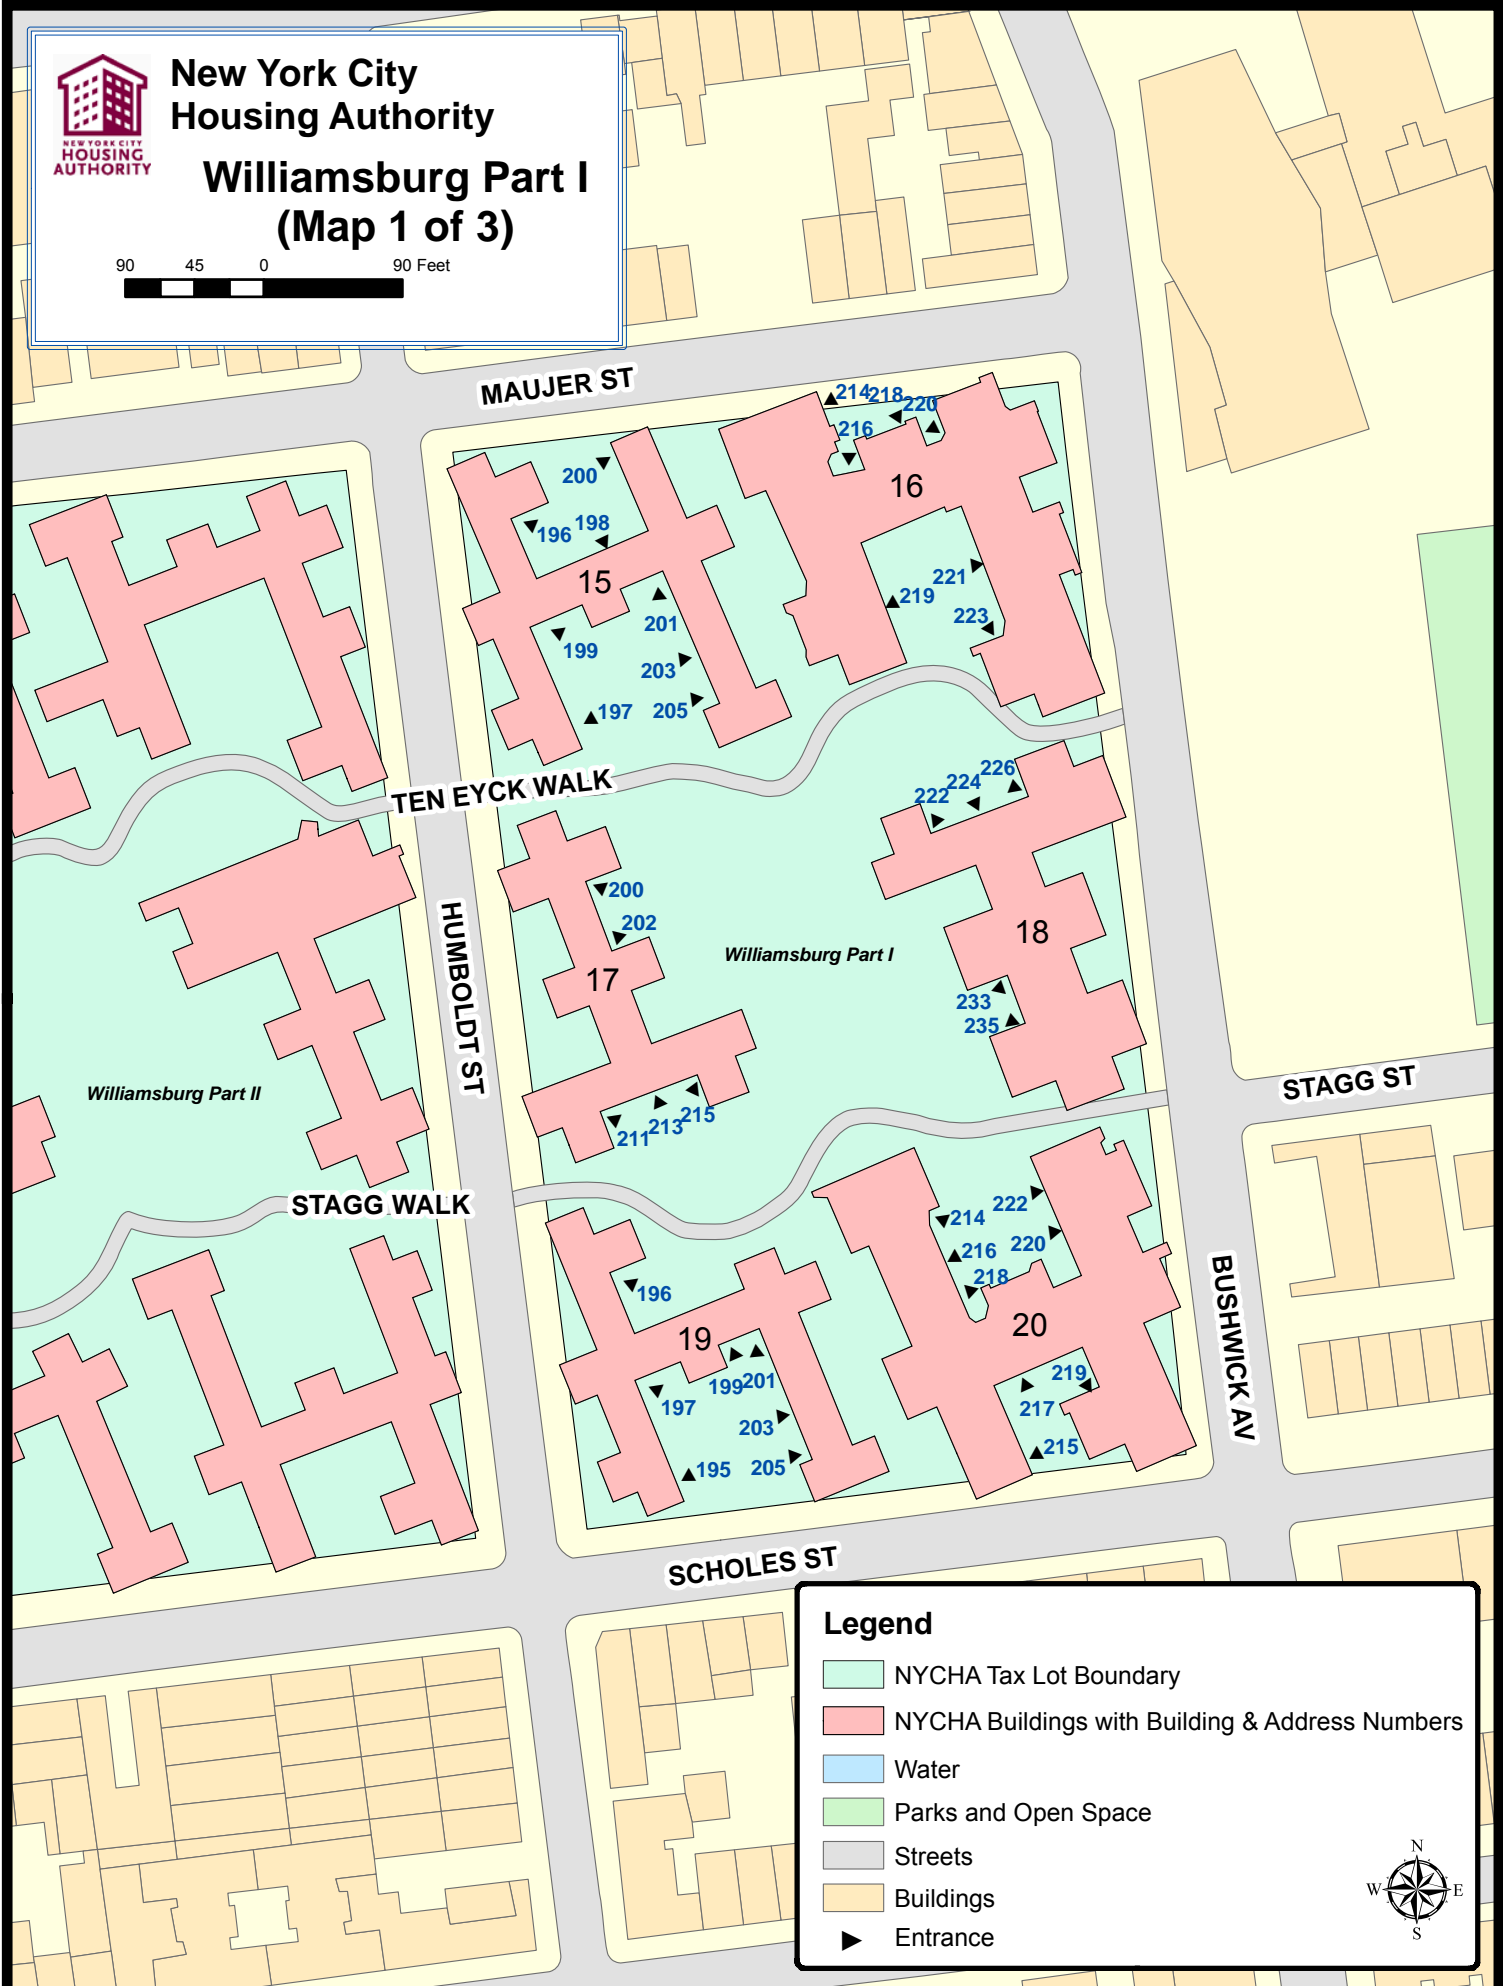 New York City
Housing Authority
NEW YORK CITY
HOUSING
AUTHORITY
Williamsburg Part I
(Map 1 of 3)
90 45 0 90 Feet
MAUJER ST
214
218
220
216
16
200
196
198
15
201
199
203
197
205
221
219
223
TEN EYCK WALK
226
224
222
200
202
17
Williamsburg Part I
18
233
235
HUMBOLDT ST
Williamsburg Part II
211
213
215
STAGG ST
STAGG WALK
222
214
220
216
218
196
19
20
199
201
197
203
195
205
219
217
215
BUSHWICK AV
SCHOLES ST
Legend
NYCHA Tax Lot Boundary
NYCHA Buildings with Building & Address Numbers
Water
Parks and Open Space
Streets
Buildings
Entrance
N
W E
S